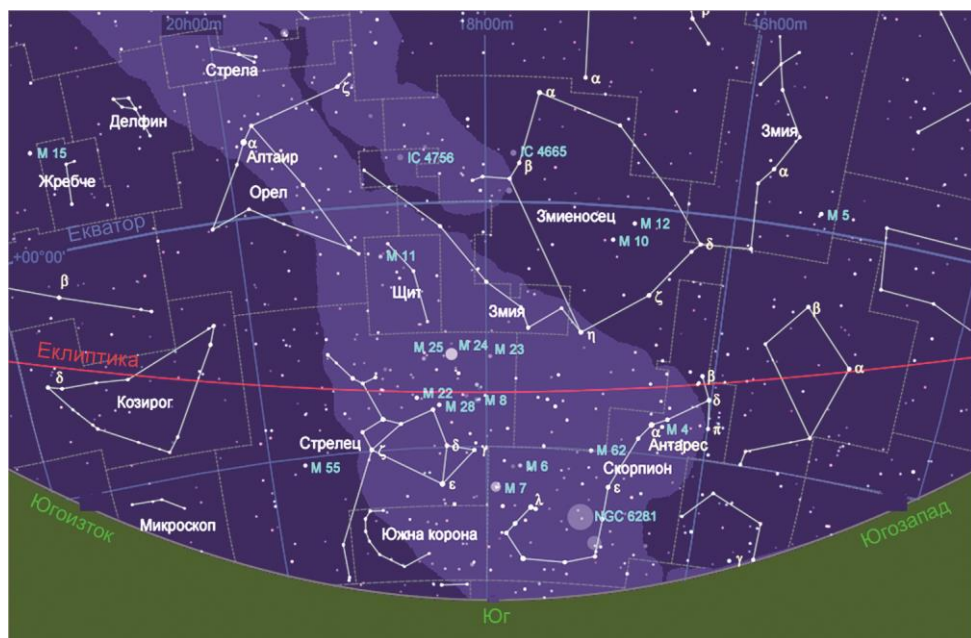 20h00m
18h00m
16h00m
β
Стрела
ζ
α
α
Делфин
Змия
α
Алтаир
IC 4756
IC 4665
β
М 15
Жребче
α
Орел
Змиеносец
М 12
М 5
Екватор
М 10
δ
+00°00'
М 11
β
Щит
Змия
ζ
β
η
М 25
М 24
М 23
Еклиптика
α
β
δ
М 22
М 8
δ
Козирог
М 28
α
М 4
π
Антарес
Стрелец
ζ
δ
γ
М 62
М 55
М 6
Скорпион
ε
М 7
ε
λ
NGC 6281
Югоизток
Микроскоп
Южна корона
Югозапад
γ
Юг